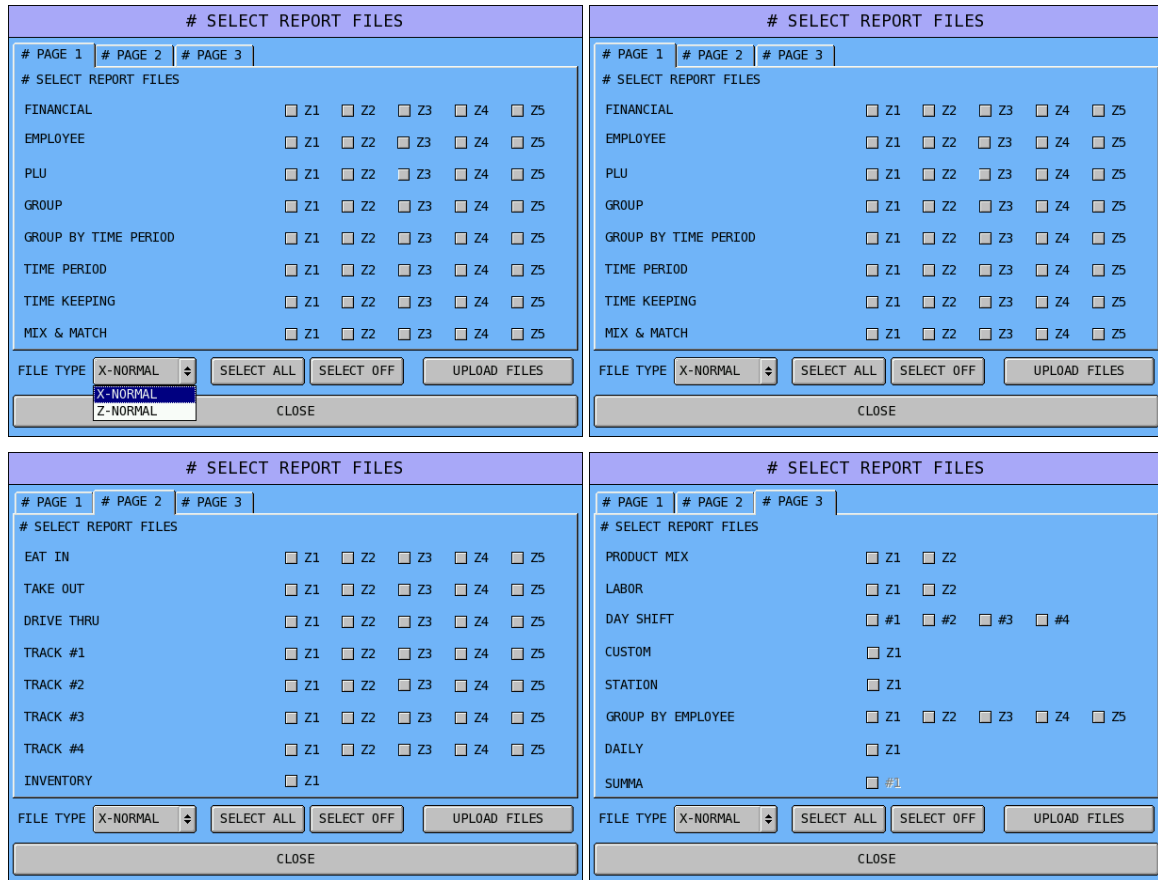 # SELECT REPORT FILES
# PAGE 1 # PAGE 2 # PAGE 3
# SELECT REPORT FILES
FINANCIAL Z1 Z2 Z3 Z4 Z5
EMPLOYEE Z1 Z2 Z3 Z4 Z5
PLU Z1 Z2 Z3 Z4 Z5
GROUP Z1 Z2 Z3 Z4 Z5
GROUP BY TIME PERIOD Z1 Z2 Z3 Z4 Z5
TIME PERIOD Z1 Z2 Z3 Z4 Z5
TIME KEEPING Z1 Z2 Z3 Z4 Z5
MIX & MATCH Z1 Z2 Z3 Z4 Z5
FILE TYPE X-NORMAL SELECT ALL SELECT OFF UPLOAD FILES
X-NORMAL
Z-NORMAL
CLOSE
# SELECT REPORT FILES
# PAGE 1 # PAGE 2 # PAGE 3
# SELECT REPORT FILES
FINANCIAL Z1 Z2 Z3 Z4 Z5
EMPLOYEE Z1 Z2 Z3 Z4 Z5
PLU Z1 Z2 Z3 Z4 Z5
GROUP Z1 Z2 Z3 Z4 Z5
GROUP BY TIME PERIOD Z1 Z2 Z3 Z4 Z5
TIME PERIOD Z1 Z2 Z3 Z4 Z5
TIME KEEPING Z1 Z2 Z3 Z4 Z5
MIX & MATCH Z1 Z2 Z3 Z4 Z5
FILE TYPE X-NORMAL SELECT ALL SELECT OFF UPLOAD FILES
CLOSE
# SELECT REPORT FILES
# PAGE 1 # PAGE 2 # PAGE 3
# SELECT REPORT FILES
EAT IN Z1 Z2 Z3 Z4 Z5
TAKE OUT Z1 Z2 Z3 Z4 Z5
DRIVE THRU Z1 Z2 Z3 Z4 Z5
TRACK #1 Z1 Z2 Z3 Z4 Z5
TRACK #2 Z1 Z2 Z3 Z4 Z5
TRACK #3 Z1 Z2 Z3 Z4 Z5
TRACK #4 Z1 Z2 Z3 Z4 Z5
INVENTORY Z1
FILE TYPE X-NORMAL SELECT ALL SELECT OFF UPLOAD FILES
CLOSE
# SELECT REPORT FILES
# PAGE 1 # PAGE 2 # PAGE 3
# SELECT REPORT FILES
PRODUCT MIX Z1 Z2
LABOR Z1 Z2
DAY SHIFT #1 #2 #3 #4
CUSTOM Z1
STATION Z1
GROUP BY EMPLOYEE Z1 Z2 Z3 Z4 Z5
DAILY Z1
SUMMA #1
FILE TYPE X-NORMAL SELECT ALL SELECT OFF UPLOAD FILES
CLOSE